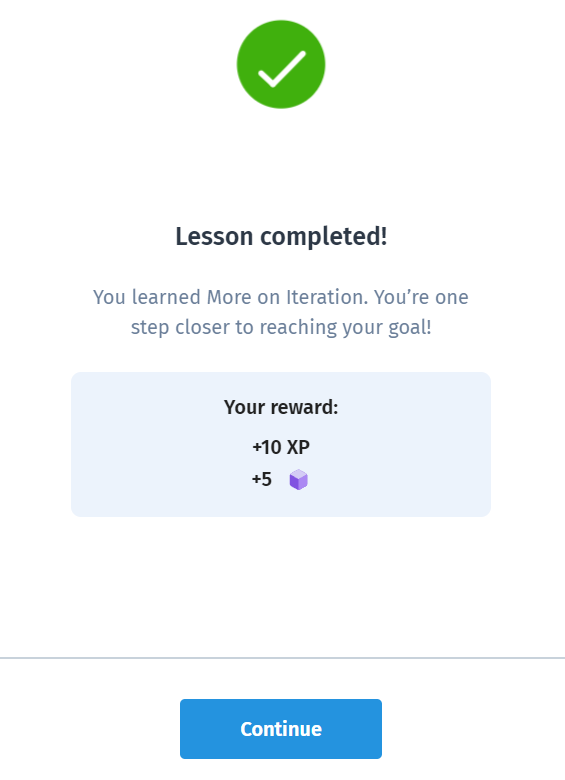 Lesson completed!
You learned More on Iteration. You’re one
step closer to reaching your goal!
Your reward:
+10 XP
+5
Continue